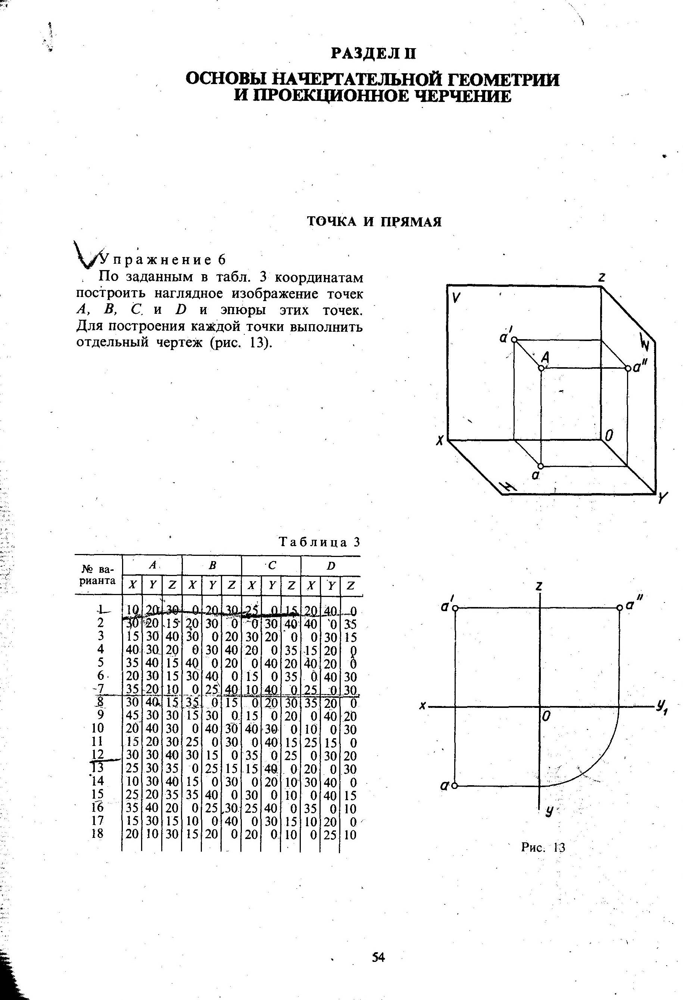 РАЗДЕЛ II
ОСНОВЫ НАЧЕРТАТЕЛЬНОЙ ГЕОМЕТРИИ
И ПРОЕКЦИОННОЕ ЧЕРЧЕНИЕ
ТОЧКА И ПРЯМАЯ
Упражнение 6
По заданным в табл. 3 координатам
построить наглядное изображение точек
A, B, C и D и эпюры этих точек.
Для построения каждой точки выполнить
отдельный чертеж (рис. 13).
Z
V
W
a'
A
a"
X
O
a
H
Y
Таблица 3
№ ва-
рианта
A B C D
X Y Z X Y Z X Y Z X Y Z
1 10 20 30 0 20 30 25 0 15 20 40 0
2 30 20 15 20 30 0 0 30 40 40 0 35
3 15 30 40 30 0 20 30 20 0 0 30 15
4 40 30 20 0 30 40 20 0 35 15 20 0
5 35 40 15 40 0 20 0 40 20 40 20 0
6 20 30 15 30 40 0 15 0 35 0 40 30
7 35 20 10 0 25 40 10 40 0 25 0 30
8 30 40 15 35 0 15 0 20 30 35 20 0
9 45 30 30 15 30 0 15 0 20 0 40 20
10 20 40 30 0 40 30 40 30 0 10 0 30
11 15 20 30 25 0 30 0 40 15 25 15 0
12 30 30 40 30 15 0 35 0 25 0 30 20
13 25 30 35 0 25 15 15 40 0 20 0 30
14 10 30 40 15 0 30 0 20 10 30 40 0
15 25 20 35 35 40 0 30 0 10 0 40 15
16 35 40 20 0 25 30 25 40 0 35 0 10
17 15 30 15 10 0 40 0 30 15 10 20 0
18 20 10 30 15 20 0 20 0 10 0 25 10
z
a'
a"
x
O
y₁
a
y
Рис. 13
54